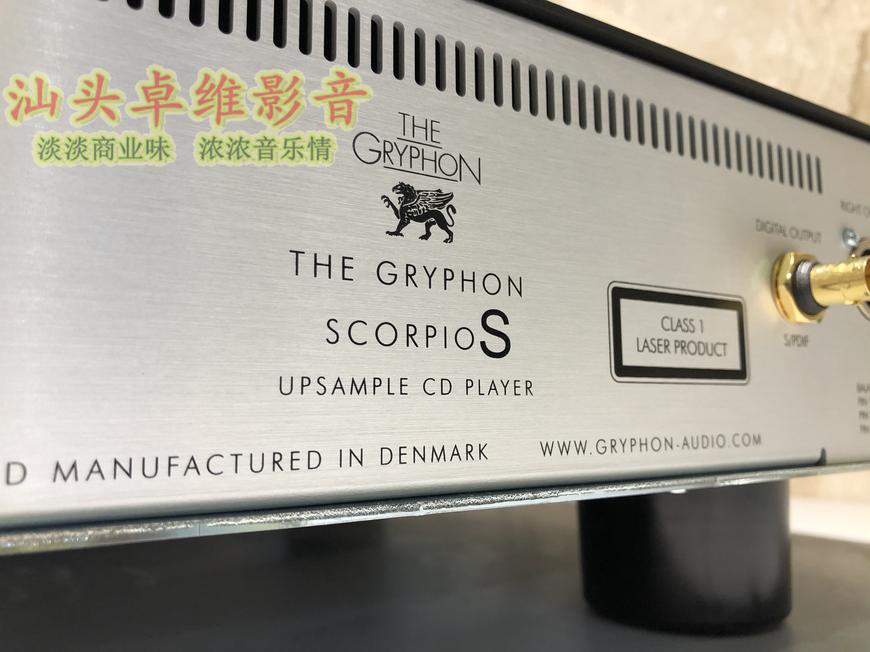 汕头卓维影音
淡淡商业味 浓浓音乐情
THE
GRYPHON
THE GRYPHON
SCORPIOS
UPSAMPLE CD PLAYER
D MANUFACTURED IN DENMARK
WWW.GRYPHON-AUDIO.COM
CLASS 1
LASER PRODUCT
DIGITAL OUTPUT
S/PDIF
RIGHT